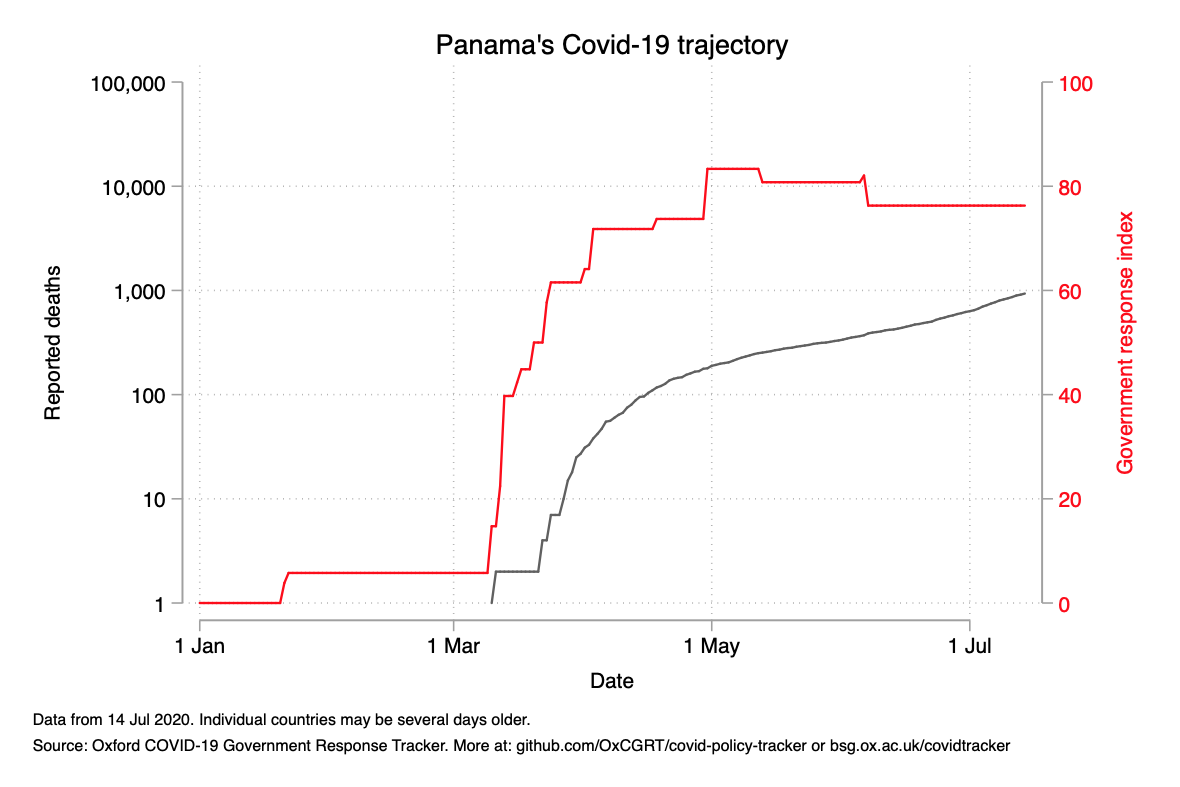 Panama's Covid-19 trajectory
100,000
10,000
1,000
100
10
1
Reported deaths
100
80
60
40
20
0
Government response index
1 Jan
1 Mar
1 May
1 Jul
Date
Data from 14 Jul 2020. Individual countries may be several days older.
Source: Oxford COVID-19 Government Response Tracker. More at: github.com/OxCGRT/covid-policy-tracker or bsg.ox.ac.uk/covidtracker